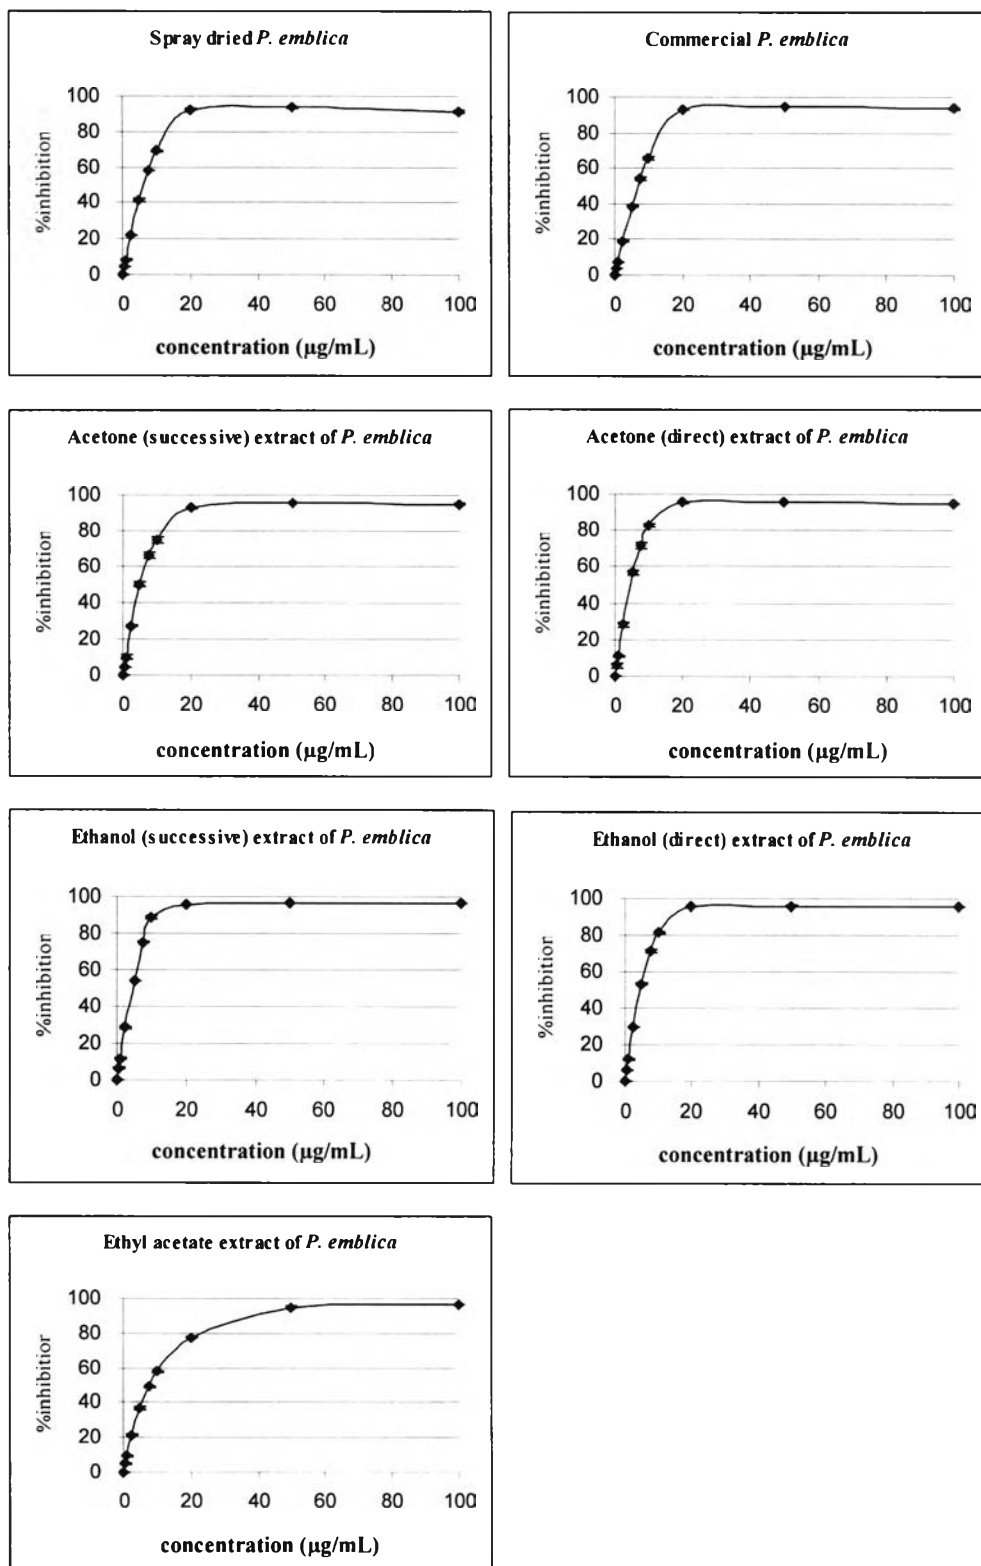 Spray dried P. emblica
100
80
60
40
20
0
%inhibition
0 20 40 60 80 100
concentration (µg/mL)
Commercial P. emblica
100
80
60
40
20
0
%inhibition
0 20 40 60 80 100
concentration (µg/mL)
Acetone (successive) extract of P. emblica
100
80
60
40
20
0
%inhibition
0 20 40 60 80 100
concentration (µg/mL)
Acetone (direct) extract of P. emblica
100
80
60
40
20
0
%inhibition
0 20 40 60 80 100
concentration (µg/mL)
Ethanol (successive) extract of P. emblica
100
80
60
40
20
0
%inhibition
0 20 40 60 80 100
concentration (µg/mL)
Ethanol (direct) extract of P. emblica
100
80
60
40
20
0
%inhibition
0 20 40 60 80 100
concentration (µg/mL)
Ethyl acetate extract of P. emblica
100
80
60
40
20
0
%inhibitior
0 20 40 60 80 100
concentration (µg/mL)